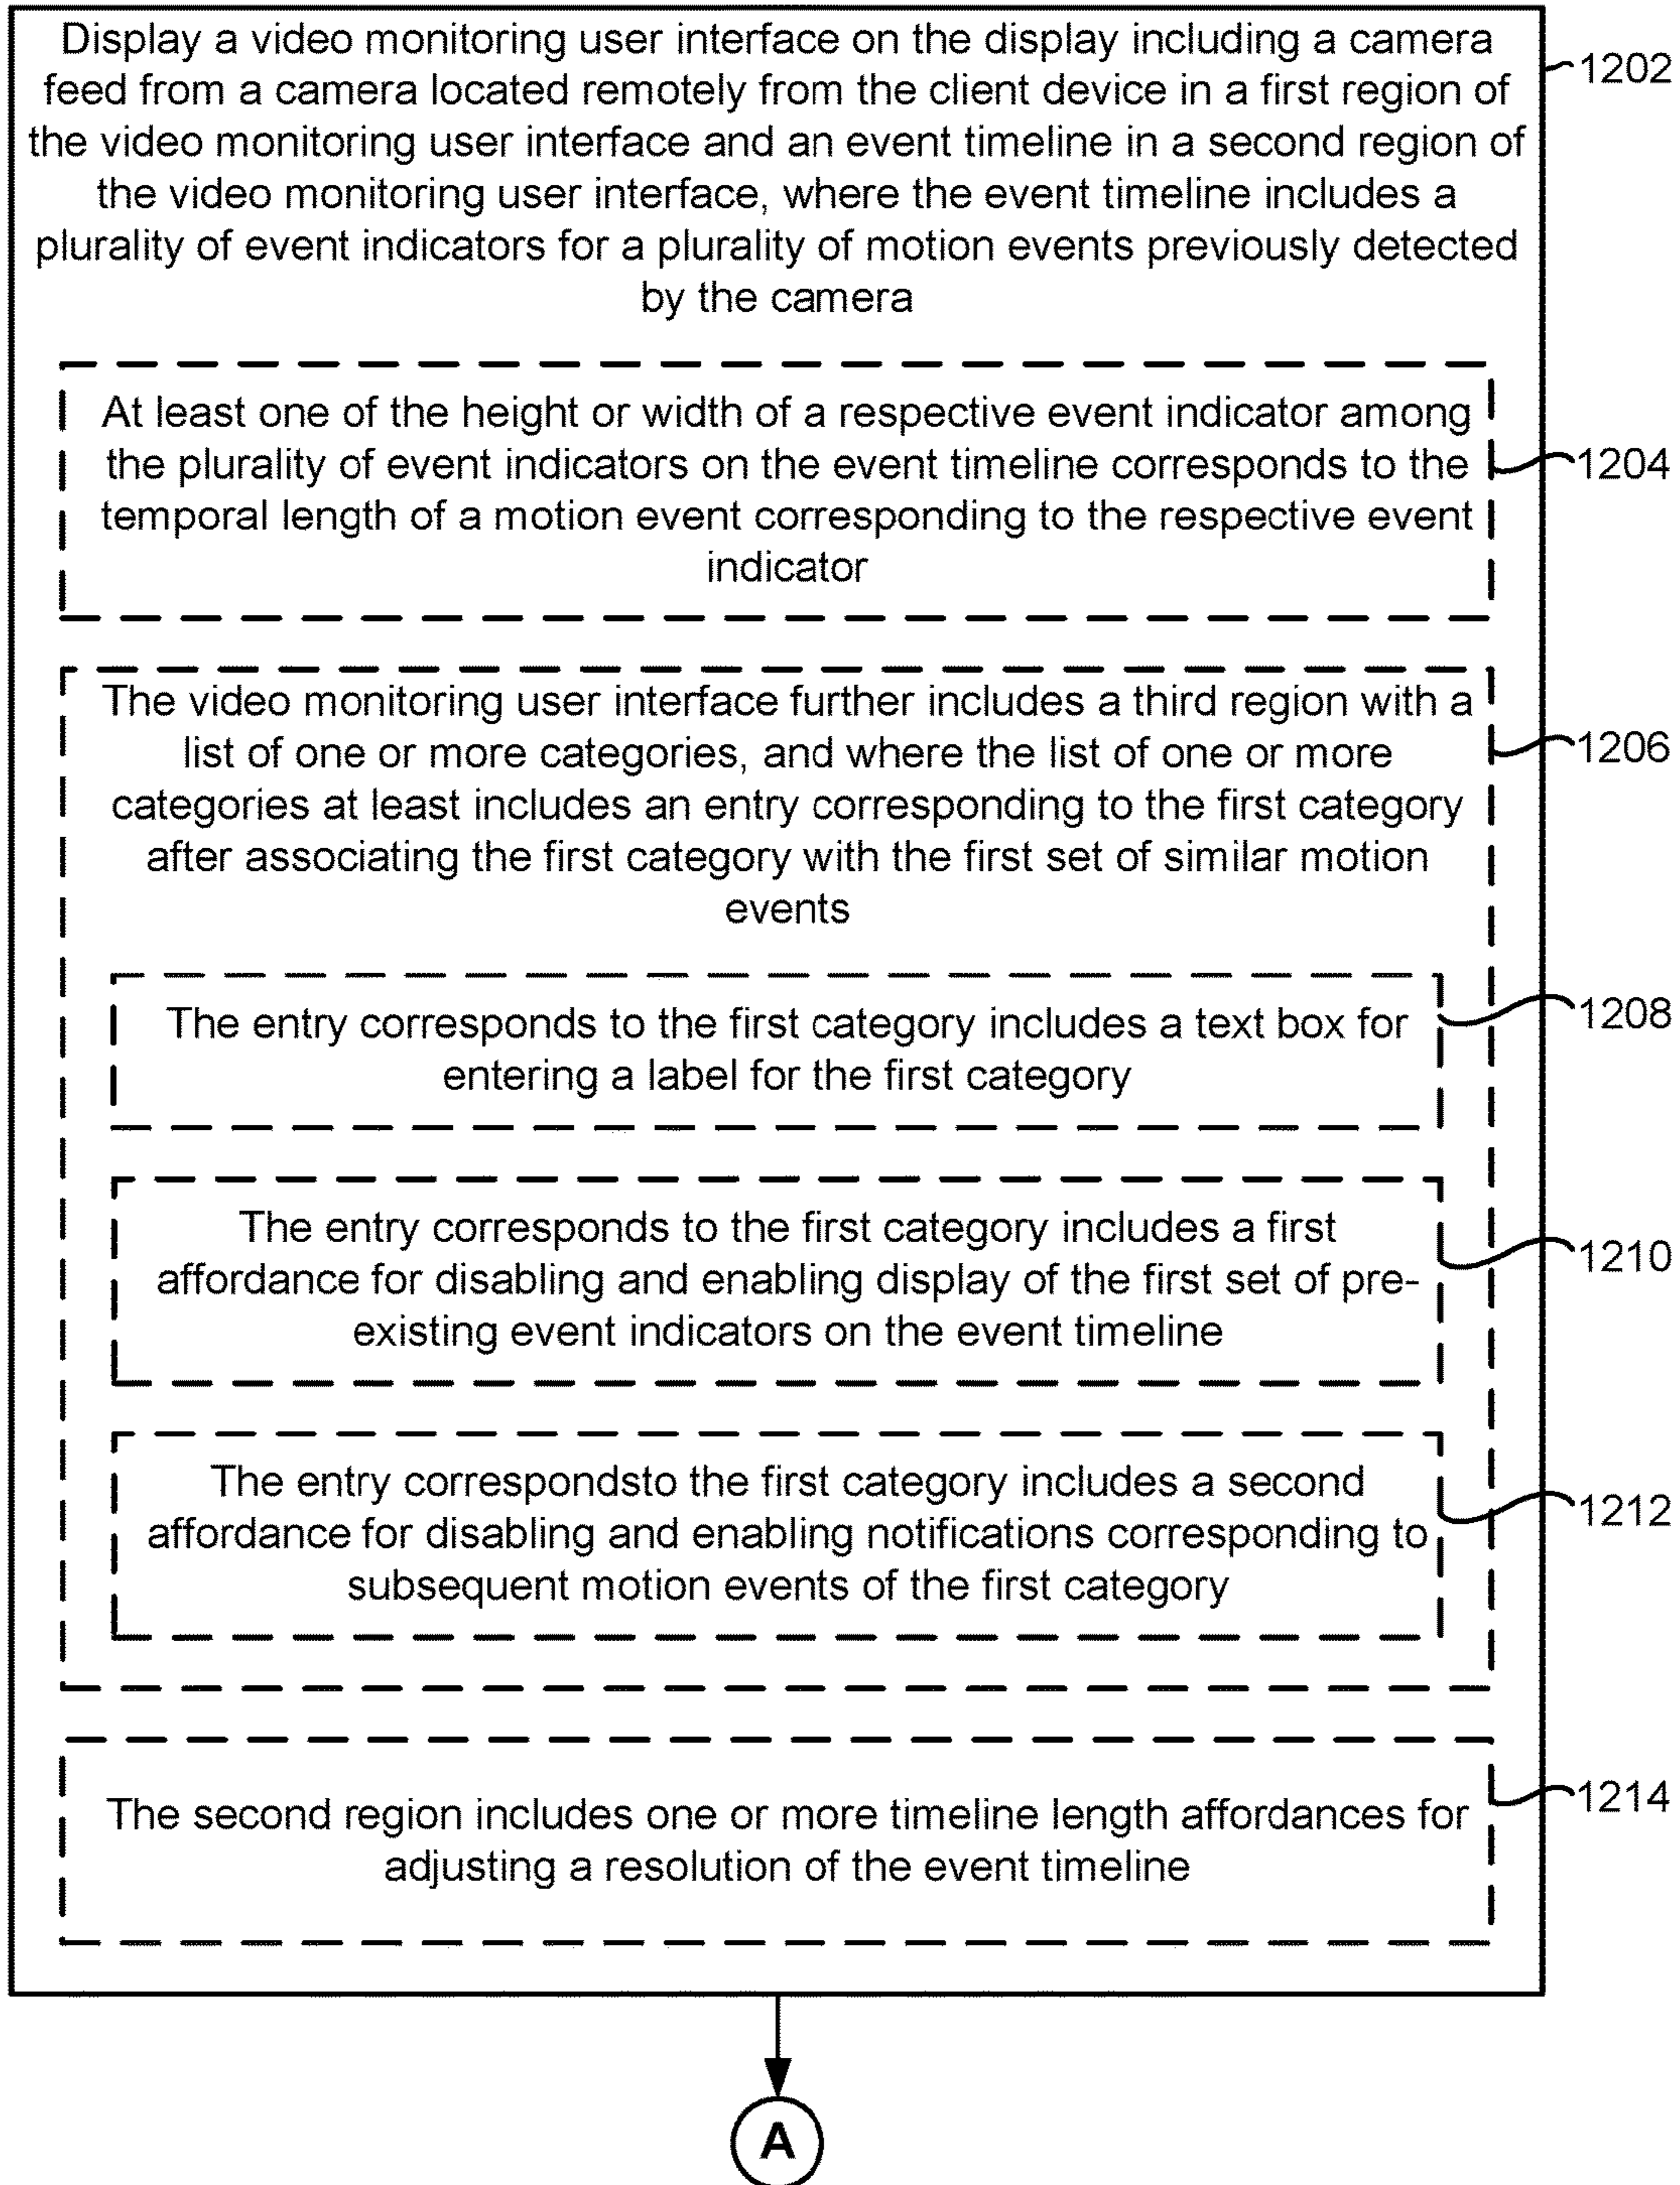 Display a video monitoring user interface on the display including a camera
feed from a camera located remotely from the client device in a first region of
the video monitoring user interface and an event timeline in a second region of
the video monitoring user interface, where the event timeline includes a
plurality of event indicators for a plurality of motion events previously detected
by the camera
1202
At least one of the height or width of a respective event indicator among
the plurality of event indicators on the event timeline corresponds to the
temporal length of a motion event corresponding to the respective event
indicator
1204
The video monitoring user interface further includes a third region with a
list of one or more categories, and where the list of one or more
categories at least includes an entry corresponding to the first category
after associating the first category with the first set of similar motion
events
1206
The entry corresponds to the first category includes a text box for
entering a label for the first category
1208
The entry corresponds to the first category includes a first
affordance for disabling and enabling display of the first set of pre-
existing event indicators on the event timeline
1210
The entry correspondsto the first category includes a second
affordance for disabling and enabling notifications corresponding to
subsequent motion events of the first category
1212
The second region includes one or more timeline length affordances for
adjusting a resolution of the event timeline
1214
A